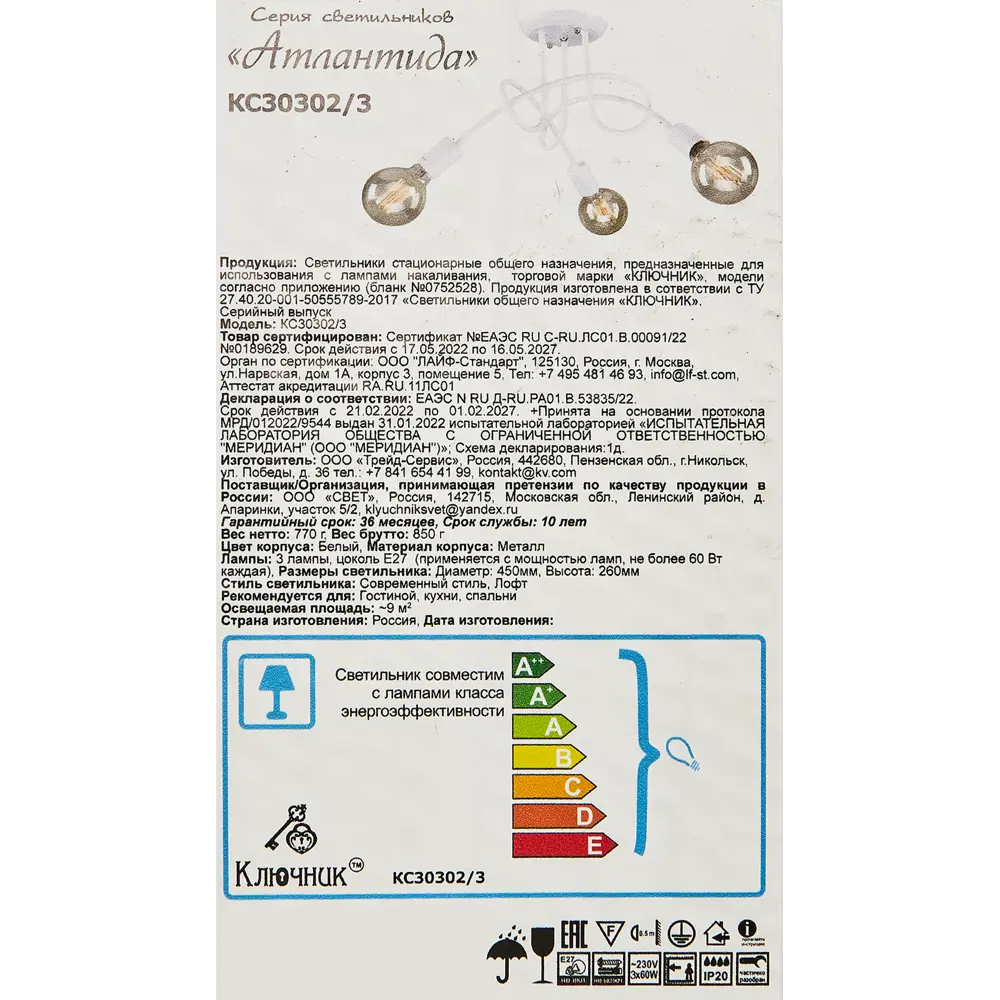 Серия светильников
«Атлантида»
КС30302/3
Продукция: Светильники стационарные общего назначения, предназначенные для
использования с лампами накаливания, торговой марки «КЛЮЧНИК», модели
согласно приложению (бланк №0752528). Продукция изготовлена в соответствии с ТУ
27.40.20-001-50555789-2017 «Светильники общего назначения «КЛЮЧНИК».
Серийный выпуск
Модель: КС30302/3
Товар сертифицирован: Сертификат №ЕАЭС RU С-RU.ЛС01.В.00091/22
№0189629. Срок действия с 17.05.2022 по 16.05.2027.
Орган по сертификации: ООО "ЛАЙФ-Стандарт", 125130, Россия, г. Москва,
ул.Нарвская, дом 1А, корпус 3, помещение 5, Тел: +7 495 481 46 93, info@lf-st.com,
Аттестат акредитации RA.RU.11ЛС01
Декларация о соответствии: ЕАЭС N RU Д-RU.РА01.В.53835/22.
Срок действия с 21.02.2022 по 01.02.2027. +Принята на основании протокола
МРД/012022/9544 выдан 31.01.2022 испытательной лабораторией «ИСПЫТАТЕЛЬНАЯ
ЛАБОРАТОРИЯ ОБЩЕСТВА С ОГРАНИЧЕННОЙ ОТВЕТСТВЕННОСТЬЮ
"МЕРИДИАН" (ООО "МЕРИДИАН")»; Схема декларирования:1д.
Изготовитель: ООО «Трейд-Сервис», Россия, 442680, Пензенская обл., г.Никольск,
ул. Победы, д. 36 тел.: +7 841 654 41 99, kontakt@kv.com
Поставщик/Организация, принимающая претензии по качеству продукции в
России: ООО «СВЕТ», Россия, 142715, Московская обл., Ленинский район, д.
Апаринки, участок 5/2, klyuchniksvet@yandex.ru
Гарантийный срок: 36 месяцев, Срок службы: 10 лет
Вес нетто: 770 г, Вес брутто: 850 г
Цвет корпуса: Белый, Материал корпуса: Металл
Лампы: 3 лампы, цоколь Е27 (применяется с мощностью ламп, не более 60 Вт
каждая), Размеры светильника: Диаметр: 450мм, Высота: 260мм
Стиль светильника: Современный стиль, Лофт
Рекомендуется для: Гостиной, кухни, спальни
Освещаемая площадь: ~9 м²
Страна изготовления: Россия, Дата изготовления:
Светильник совместим
с лампами класса
энергоэффективности
A++
A+
A
B
C
D
E
Ключник™
КС30302/3
EAC F 0.5m
E27 ~230V 3х60W IP20 частично разобран